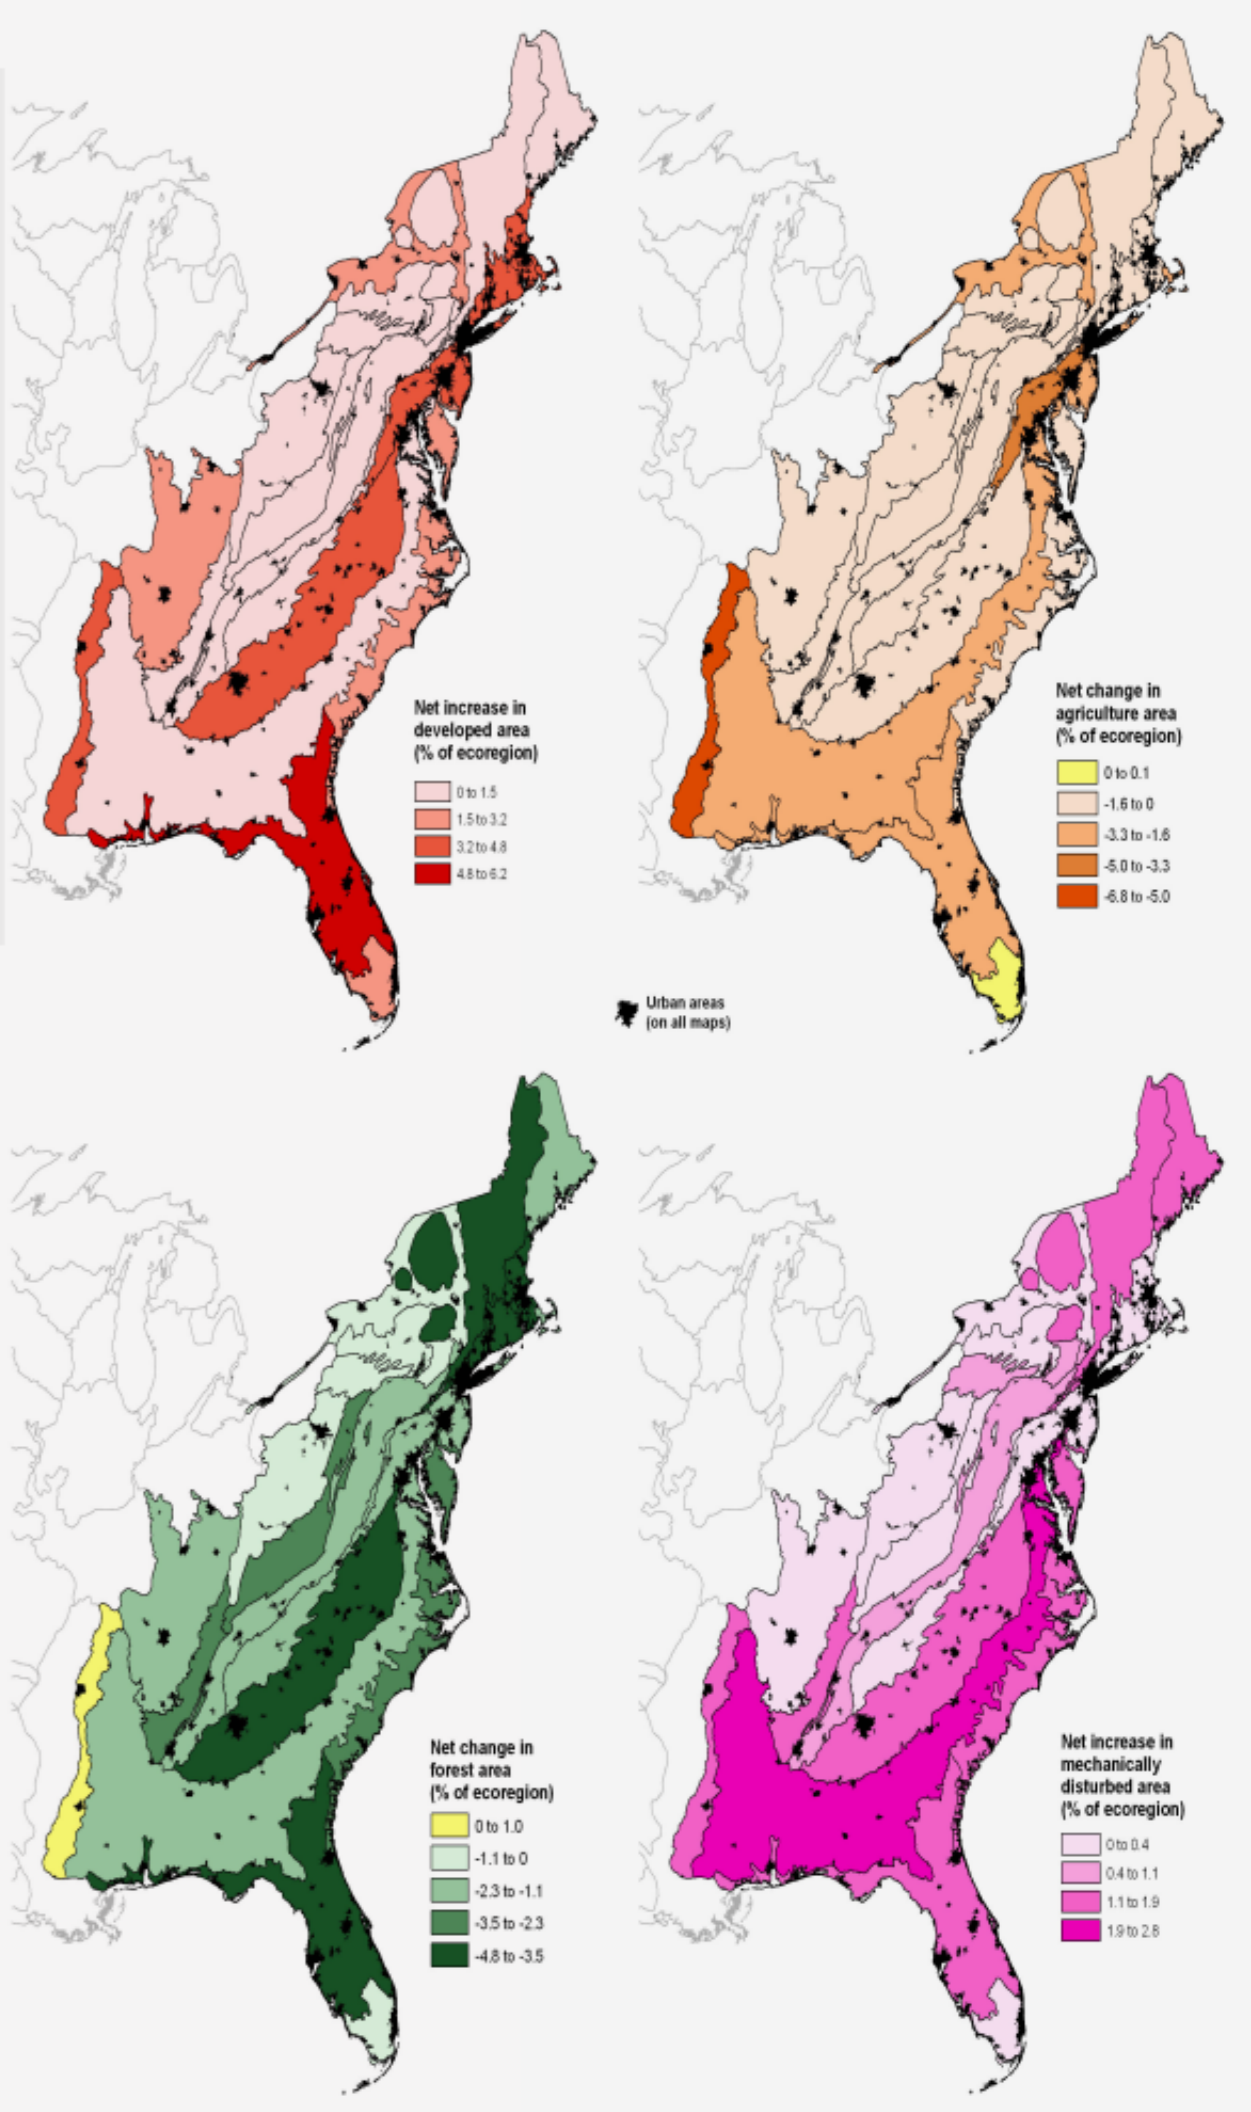 Net increase in
developed area
(% of ecoregion)
0 to 1.5
1.5 to 3.2
3.2 to 4.8
4.8 to 6.2
Net change in
agriculture area
(% of ecoregion)
0 to 0.1
-1.6 to 0
-3.3 to -1.6
-5.0 to -3.3
-6.8 to -5.0
Urban areas
(on all maps)
Net change in
forest area
(% of ecoregion)
0 to 1.0
-1.1 to 0
-2.3 to -1.1
-3.5 to -2.3
-4.8 to -3.5
Net increase in
mechanically
disturbed area
(% of ecoregion)
0 to 0.4
0.4 to 1.1
1.1 to 1.9
1.9 to 2.8